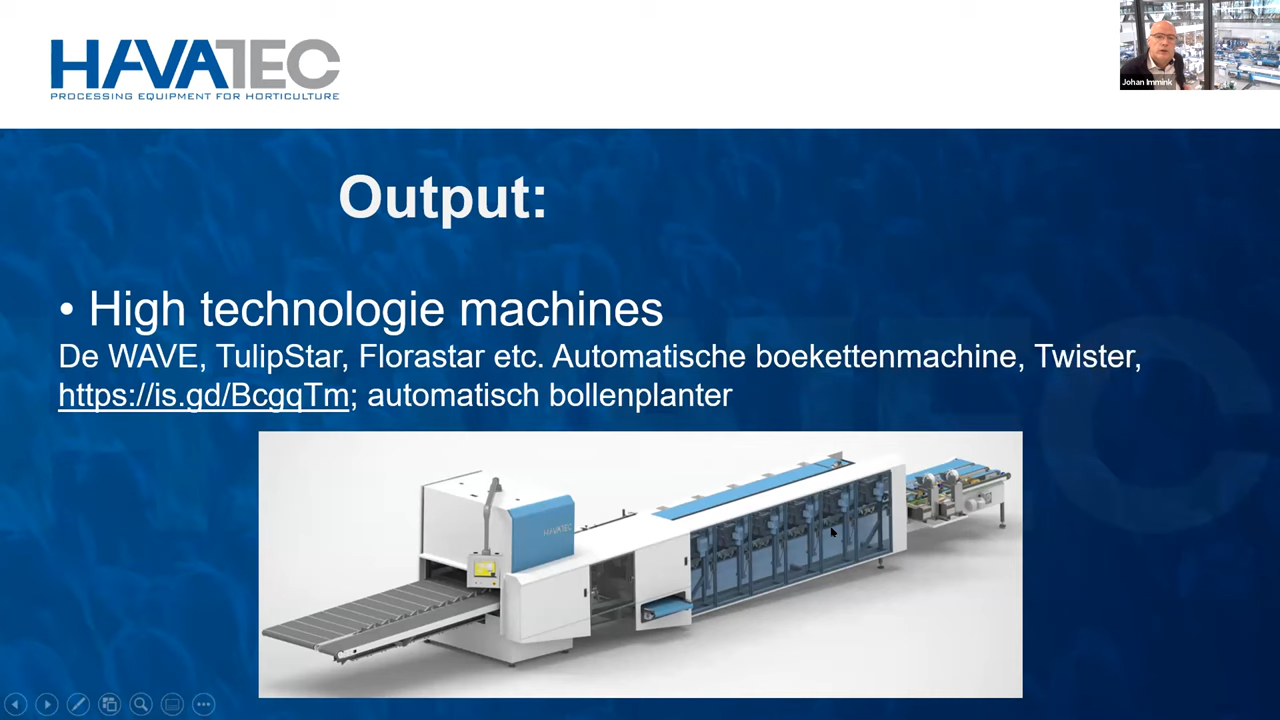 HAVATEC
PROCESSING EQUIPMENT FOR HORTICULTURE
Johan Immink
Output:
• High technologie machines
De WAVE, TulipStar, Florastar etc. Automatische boekettenmachine, Twister,
https://is.gd/BcgqTm; automatisch bollenplanter
HAVATEC